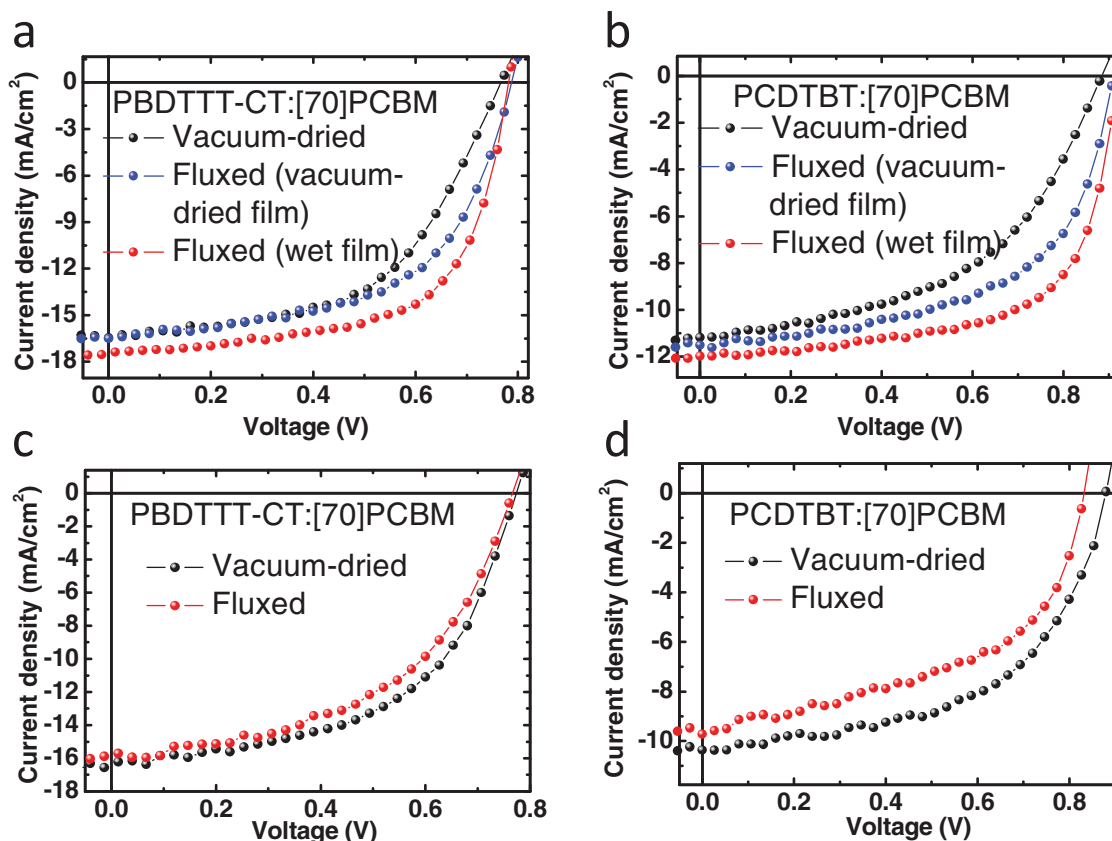 a
0
-3
-6
-9
-12
-15
-18
Current density (mA/cm²)
PBDTTT-CT:[70]PCBM
Vacuum-dried
Fluxed (vacuum-
dried film)
Fluxed (wet film)
0.0 0.2 0.4 0.6 0.8
Voltage (V)
b
0
-2
-4
-6
-8
-10
-12
Current density (mA/cm²)
PCDTBT:[70]PCBM
Vacuum-dried
Fluxed (vacuum-
dried film)
Fluxed (wet film)
0.0 0.2 0.4 0.6 0.8
Voltage (V)
c
0
-2
-4
-6
-8
-10
-12
-14
-16
-18
Current density (mA/cm²)
PBDTTT-CT:[70]PCBM
Vacuum-dried
Fluxed
0.0 0.2 0.4 0.6 0.8
Voltage (V)
d
0
-2
-4
-6
-8
-10
Current density (mA/cm²)
PCDTBT:[70]PCBM
Vacuum-dried
Fluxed
0.0 0.2 0.4 0.6 0.8
Voltage (V)